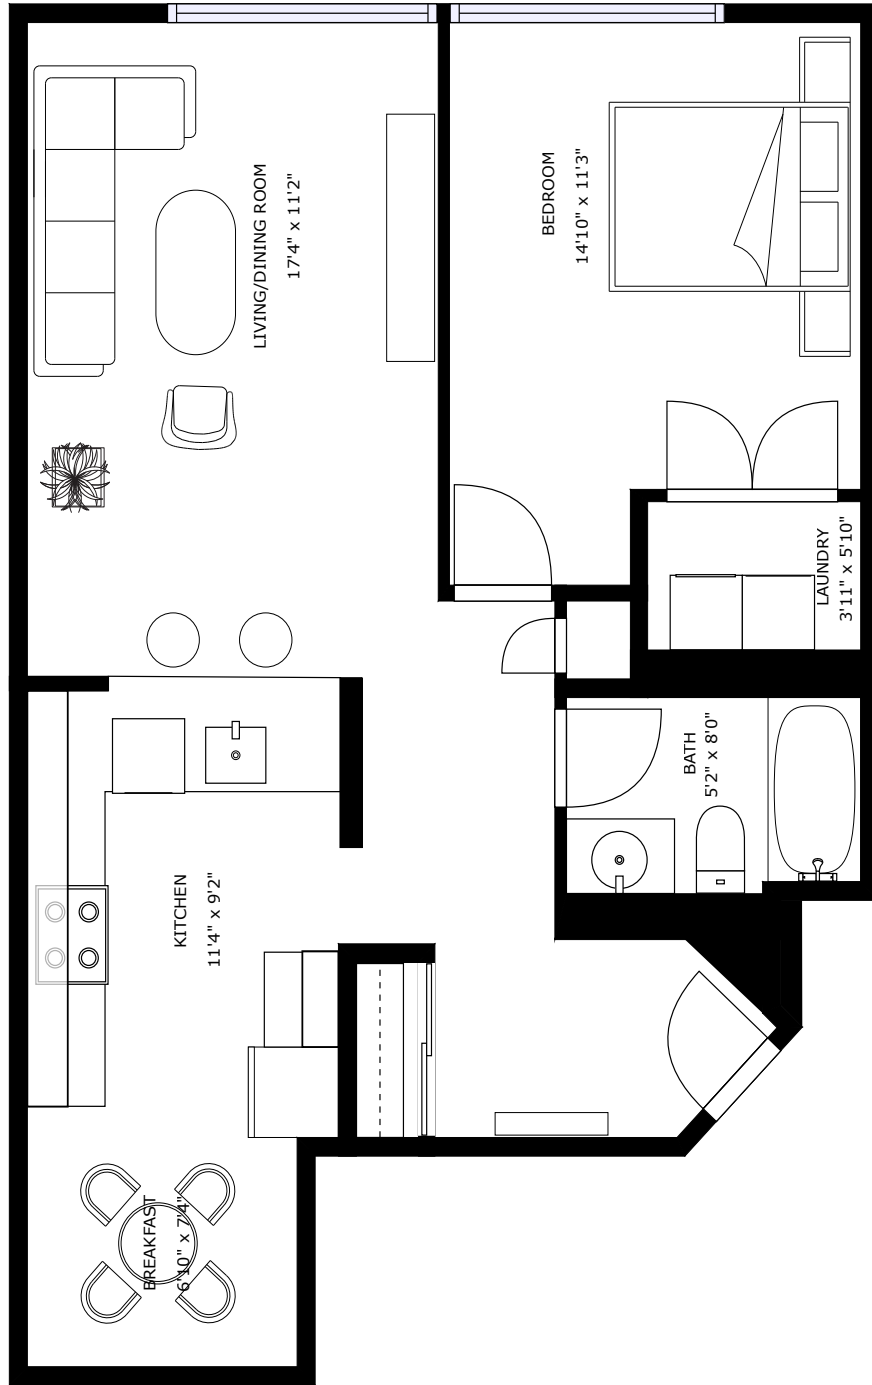 LIVING/DINING ROOM
17'4" x 11'2"
BEDROOM
14'10" x 11'3"
LAUNDRY
3'11" x 5'10"
BATH
5'2" x 8'0"
KITCHEN
11'4" x 9'2"
BREAKFAST
6'10" x 7'4"